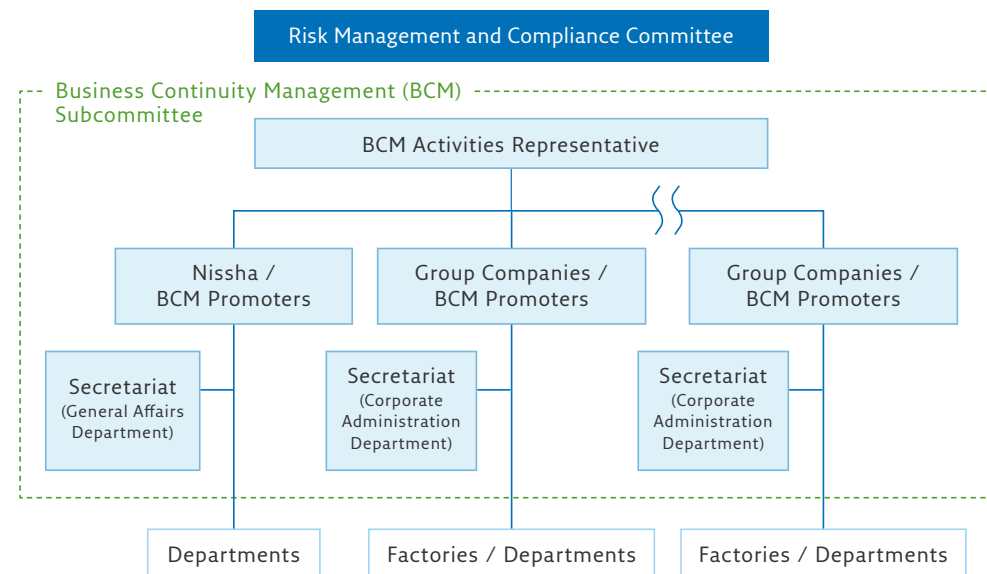 Risk Management and Compliance Committee
Business Continuity Management (BCM)
Subcommittee
BCM Activities Representative
Nissha /
BCM Promoters
Group Companies /
BCM Promoters
Group Companies /
BCM Promoters
Secretariat
(General Affairs
Department)
Secretariat
(Corporate
Administration
Department)
Secretariat
(Corporate
Administration
Department)
Departments
Factories / Departments
Factories / Departments